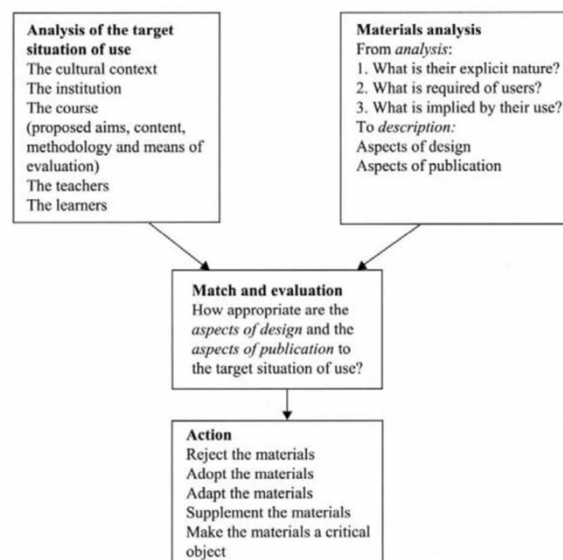 Analysis of the target
situation of use
The cultural context
The institution
The course
(proposed aims, content,
methodology and means of
evaluation)
The teachers
The learners
Materials analysis
From analysis:
1. What is their explicit nature?
2. What is required of users?
3. What is implied by their use?
To description:
Aspects of design
Aspects of publication
Match and evaluation
How appropriate are the
aspects of design and the
aspects of publication to
the target situation of use?
Action
Reject the materials
Adopt the materials
Adapt the materials
Supplement the materials
Make the materials a critical
object